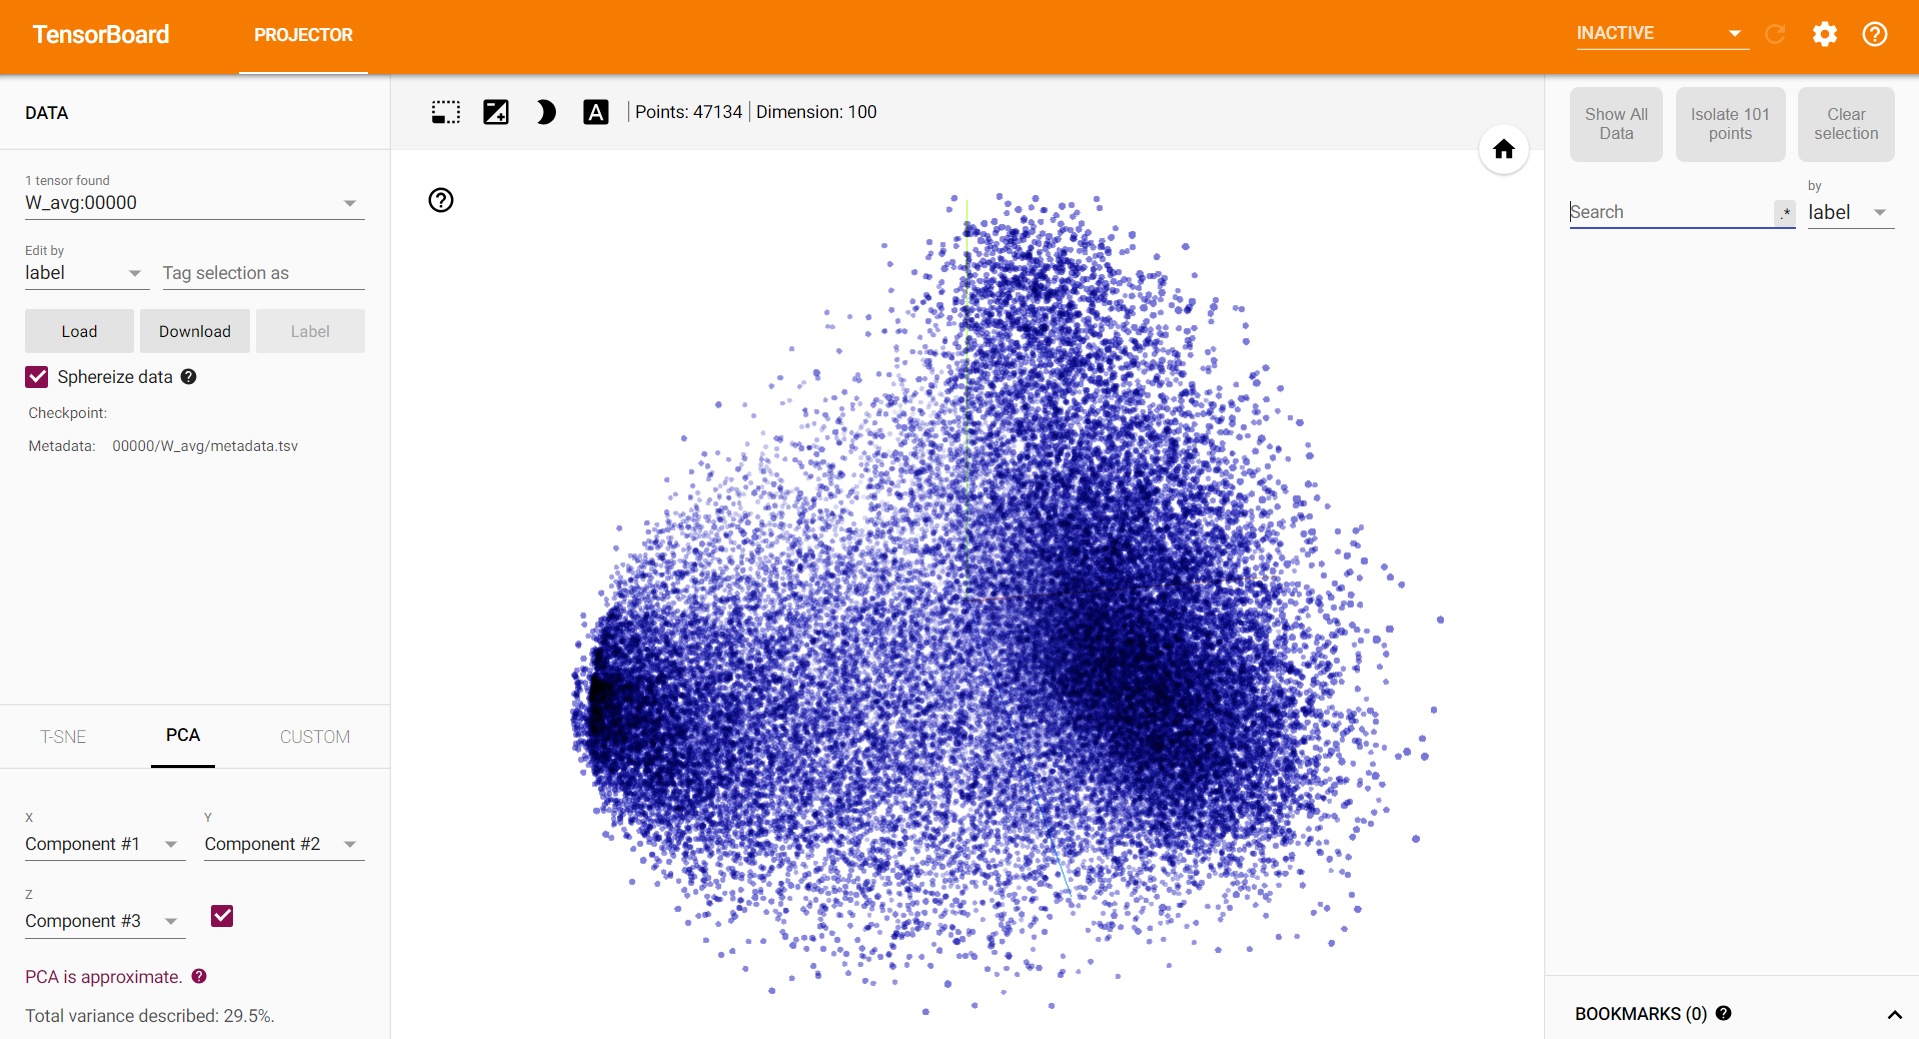 TensorBoard
PROJECTOR
INACTIVE
DATA
Points: 47134 | Dimension: 100
Show All Data
Isolate 101 points
Clear selection
1 tensor found
W_avg:00000
by
Search
.*
label
Edit by
label
Tag selection as
Load
Download
Label
Sphereize data
Checkpoint:
Metadata: 00000/W_avg/metadata.tsv
T-SNE
PCA
CUSTOM
X
Y
Component #1
Component #2
Z
Component #3
PCA is approximate.
Total variance described: 29.5%.
BOOKMARKS (0)